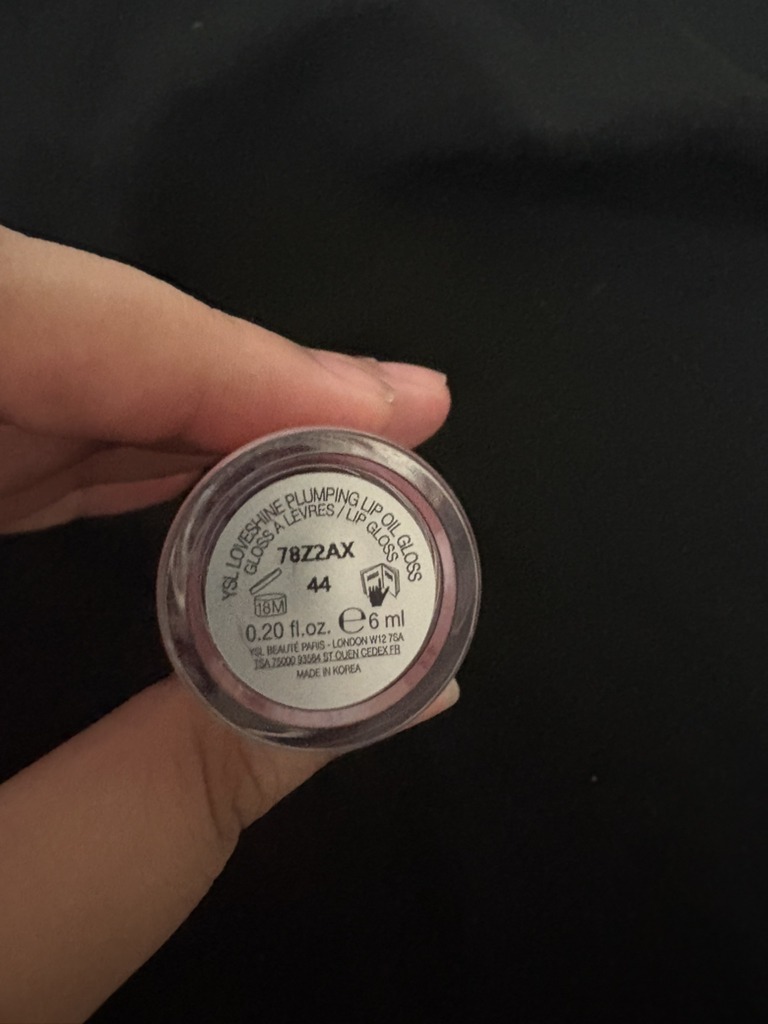 YSL LOVESHINE PLUMPING LIP OIL GLOSS
GLOSS A LÈVRES / LIP GLOSS
78Z2AX
44
18M
0.20 fl.oz. ℮ 6 ml
YSL BEAUTÉ PARIS - LONDON W12 7SA
TSA 75000 93584 ST OUEN CEDEX FR
MADE IN KOREA